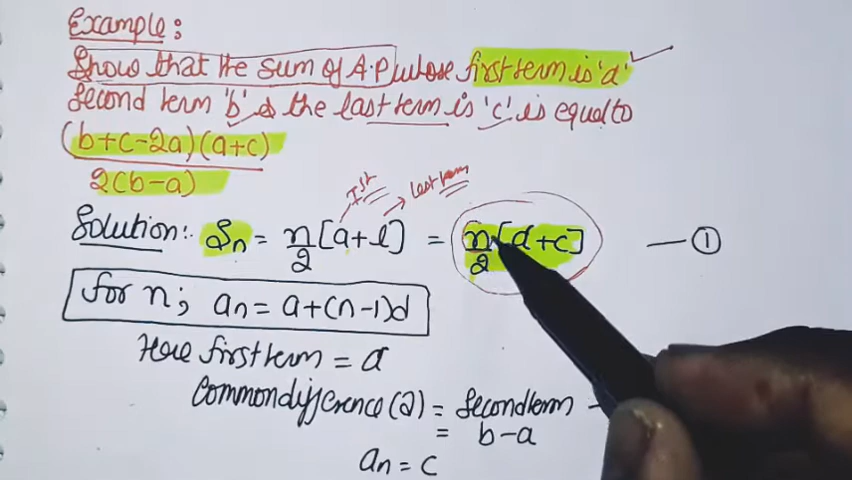 Example:
Show that the sum of A.P whose first term is 'a'
Second term 'b' & the last term is 'c' is equal to
(b+c-2a)(a+c)
2(b-a)
1st
last term
Solution:- Sn = n/2 [a+l] = n/2 [a+c] — ①
for n; an = a+(n-1)d
Here first term = a
Common difference (d) = Second term -
= b-a
an = c